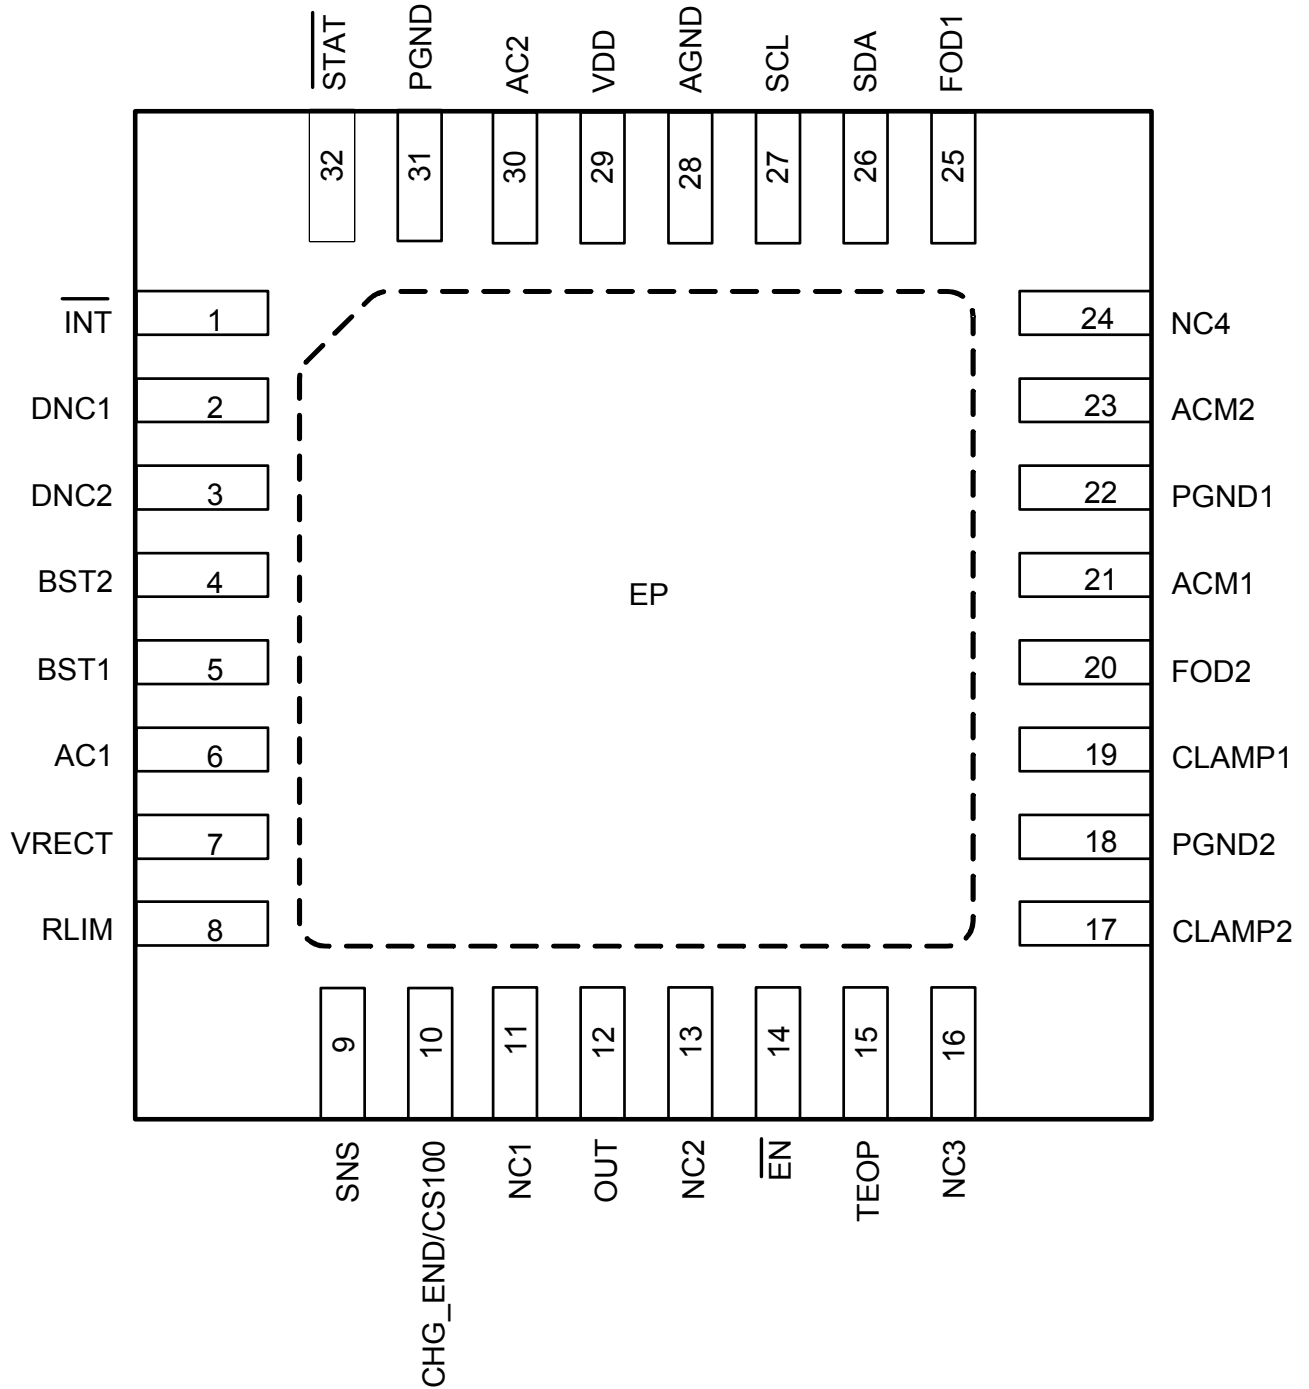 STAT
PGND
AC2
VDD
AGND
SCL
SDA
FOD1
32
31
30
29
28
27
26
25
INT
1
24
NC4
DNC1
2
23
ACM2
DNC2
3
22
PGND1
BST2
4
21
ACM1
EP
BST1
5
20
FOD2
AC1
6
19
CLAMP1
VRECT
7
18
PGND2
RLIM
8
17
CLAMP2
9
10
11
12
13
14
15
16
SNS
CHG_END/CS100
NC1
OUT
NC2
EN
TEOP
NC3